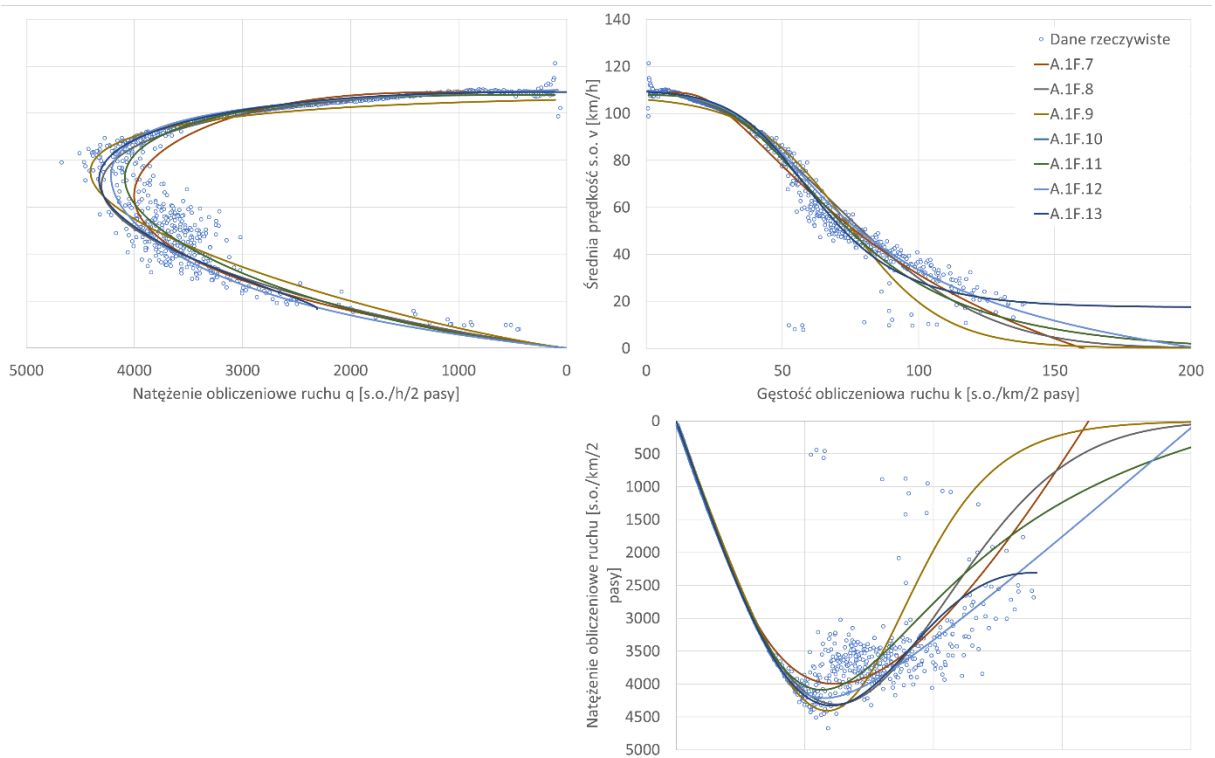 140
120
100
80
60
40
20
0
Średnia prędkość s.o. v [km/h]
Dane rzeczywiste
A.1F.7
A.1F.8
A.1F.9
A.1F.10
A.1F.11
A.1F.12
A.1F.13
5000 4000 3000 2000 1000 0
Natężenie obliczeniowe ruchu q [s.o./h/2 pasy]
0 50 100 150 200
Gęstość obliczeniowa ruchu k [s.o./km/2 pasy]
0
500
1000
1500
2000
2500
3000
3500
4000
4500
5000
Natężenie obliczeniowe ruchu [s.o./km/2
pasy]